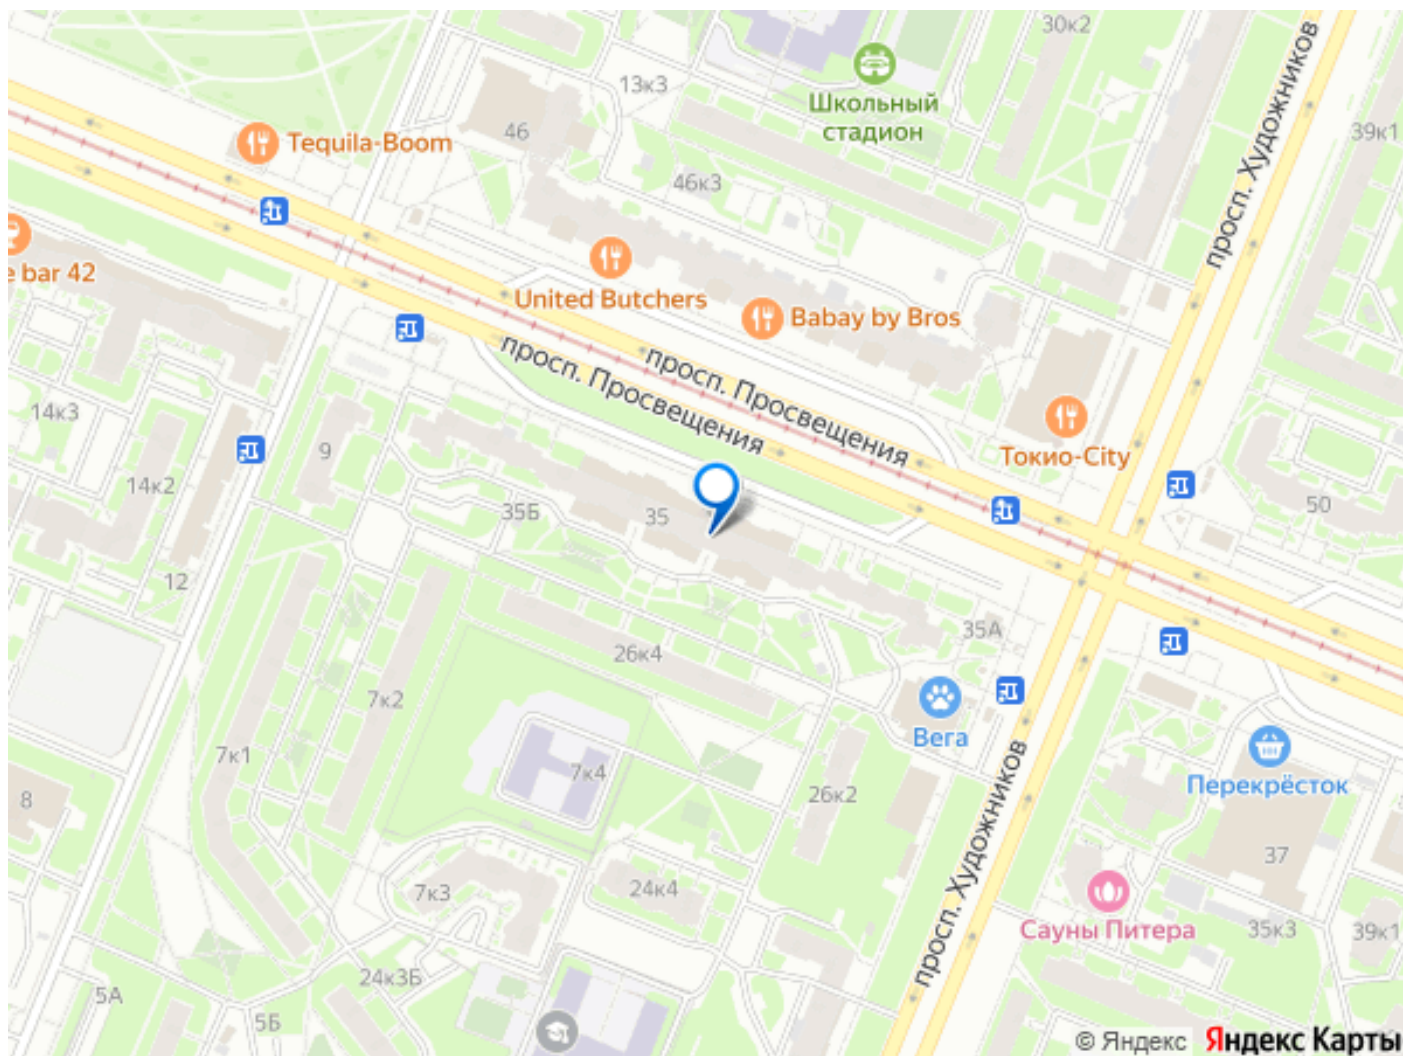 30к2
просп. Художников
Школьный
стадион
13к3
39к1
Tequila-Boom
46
46к3
e bar 42
United Butchers
Babay by Bros
просп. Просвещения
просп. Просвещения
14к3
9
Токио-City
14к2
35Б
35
50
12
35А
26к4
7к2
Вега
7к1
7к4
Перекрёсток
26к2
8
просп. Художников
37
7к3
24к4
Сауны Питера
35к3
39к1
24к3Б
5А
5Б
© Яндекс Яндекс Карты